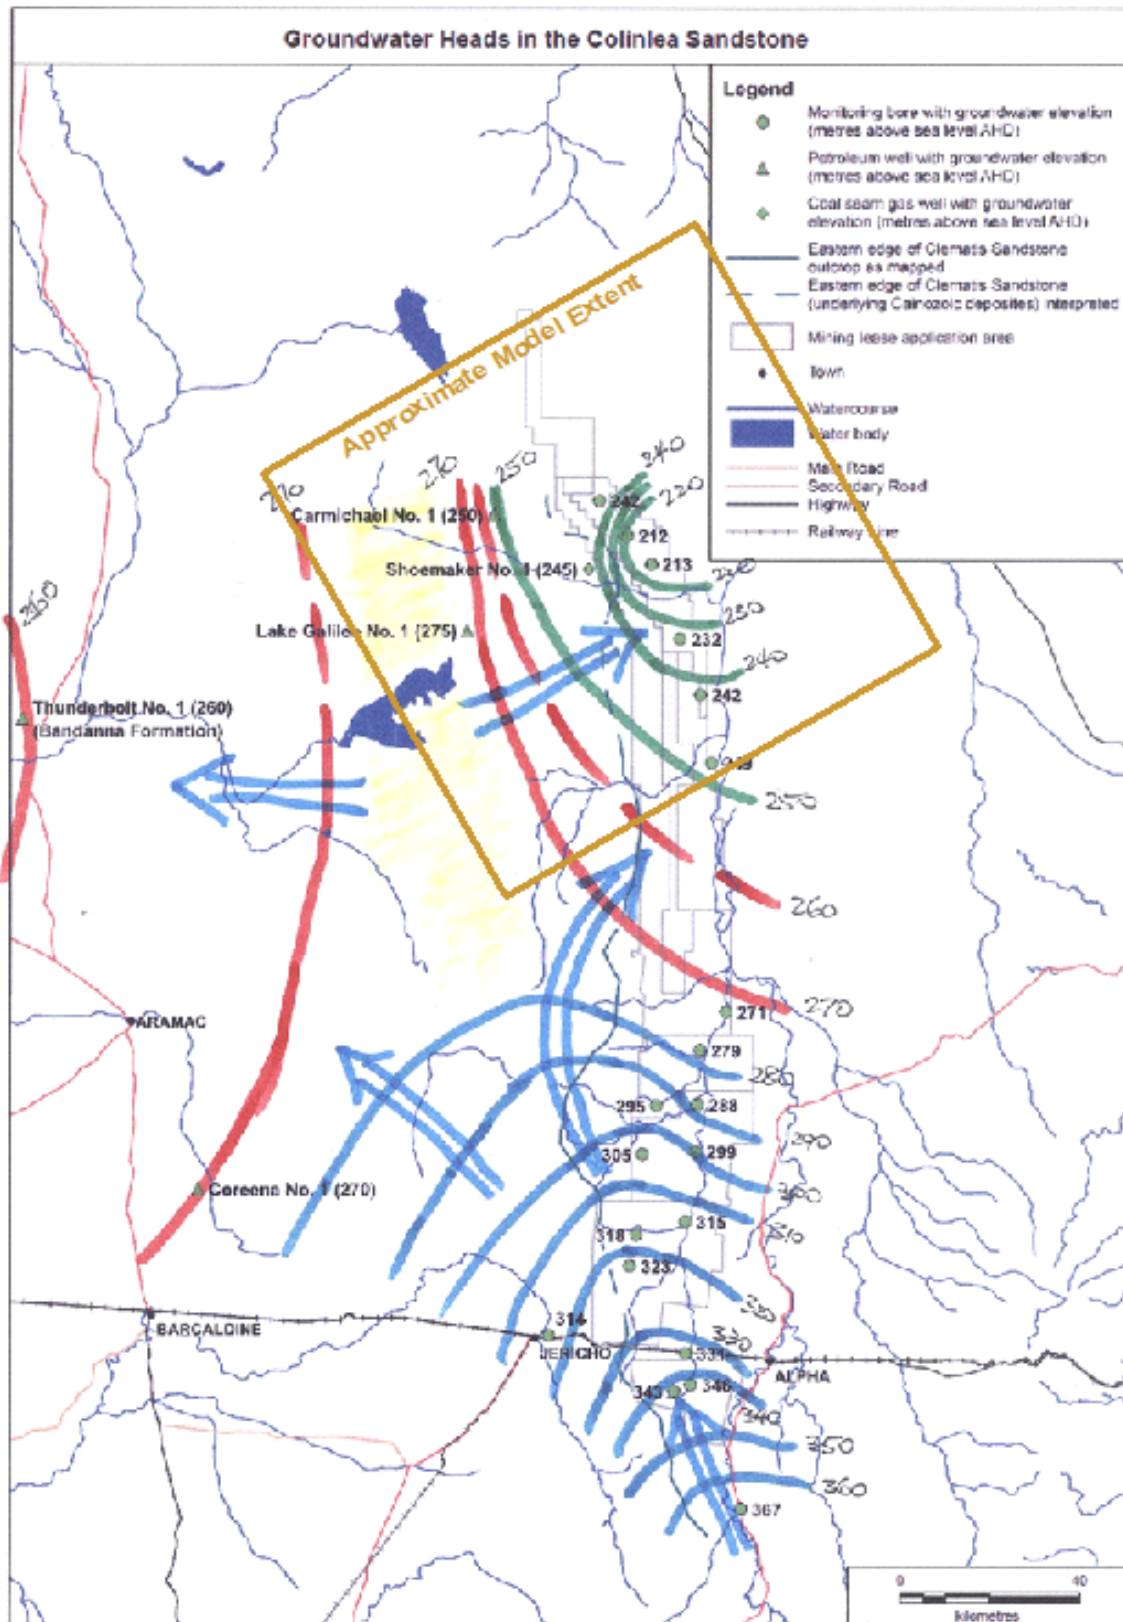 Groundwater Heads in the Colinlea Sandstone
Legend
Monitoring bore with groundwater elevation
(metres above sea level AHD)
Petroleum well with groundwater elevation
(metres above sea level AHD)
Coal seam gas well with groundwater
elevation (metres above sea level AHD)
Eastern edge of Clematis Sandstone
outcrop as mapped
Eastern edge of Clematis Sandstone
(underlying Cainozoic deposites) Interpreted
Mining lease application area
Town
Watercourse
Water body
Main Road
Secondary Road
Highway
Railway Line
Approximate Model Extent
270
270
250
240
220
242
Carmichael No. 1 (250)
212
Shoemaker No. 1 (245)
213
230
Lake Galilee No. 1 (275)
232
240
242
260
Thunderbolt No. 1 (260)
(Bandanna Formation)
250
260
270
271
ARAMAC
279
280
295
288
290
305
299
300
Coreena No. 1 (270)
315
310
318
323
330
314
BARCALDINE
JERICHO
331
ALPHA
343
346
340
350
360
367
0
40
kilometres